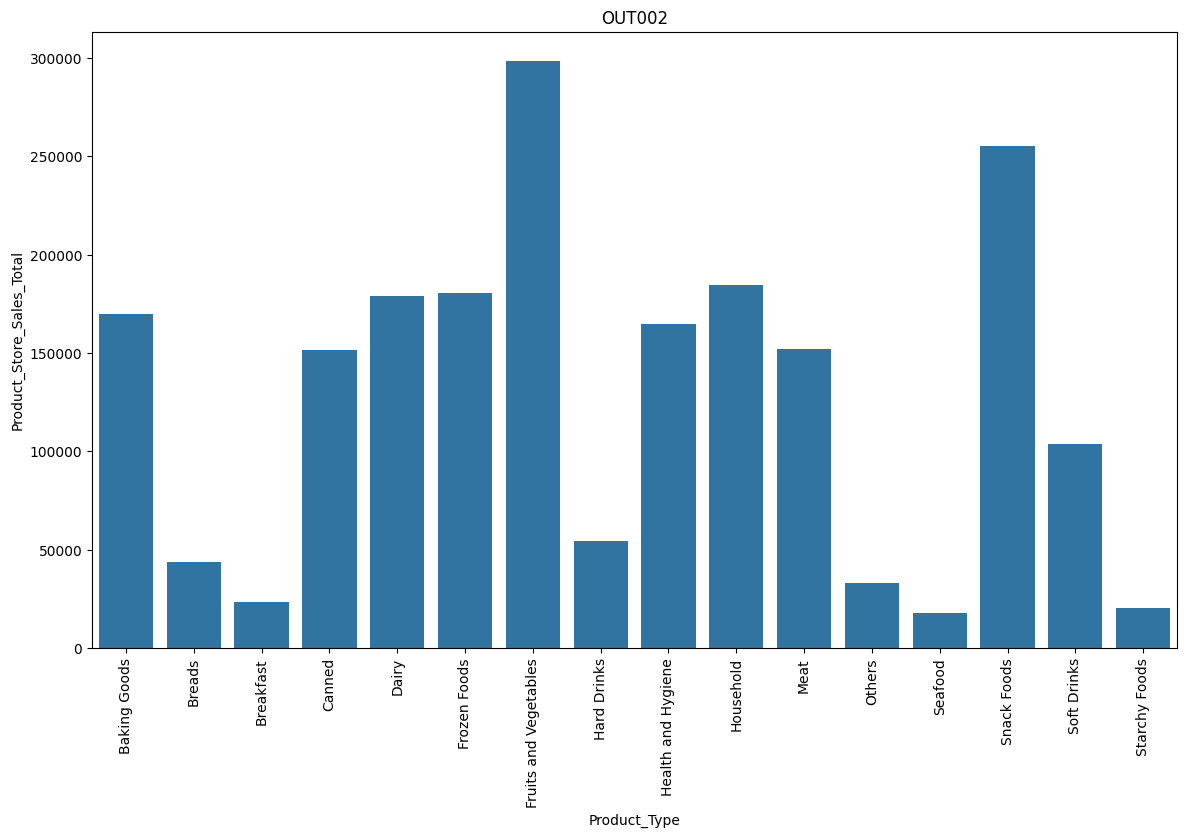 OUT002
Product_Store_Sales_Total
300000
250000
200000
150000
100000
50000
0
Baking Goods
Breads
Breakfast
Canned
Dairy
Frozen Foods
Fruits and Vegetables
Hard Drinks
Health and Hygiene
Household
Meat
Others
Seafood
Snack Foods
Soft Drinks
Starchy Foods
Product_Type